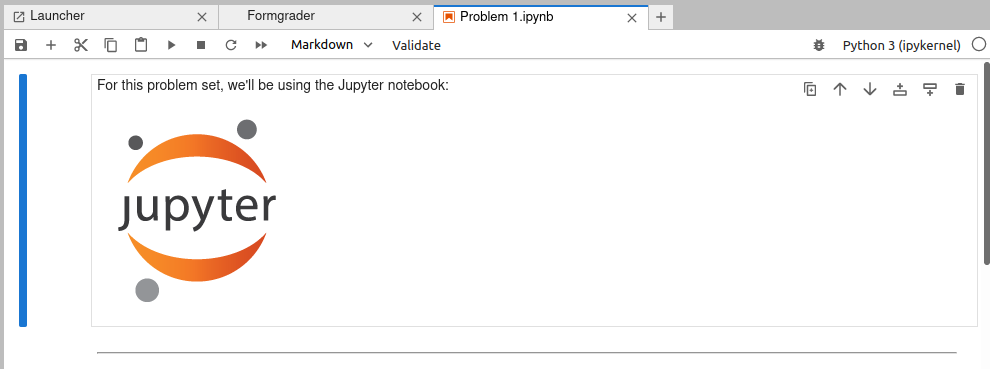 Launcher
Formgrader
Problem 1.ipynb
Markdown
Validate
Python 3 (ipykernel)
For this problem set, we'll be using the Jupyter notebook:
jupyter